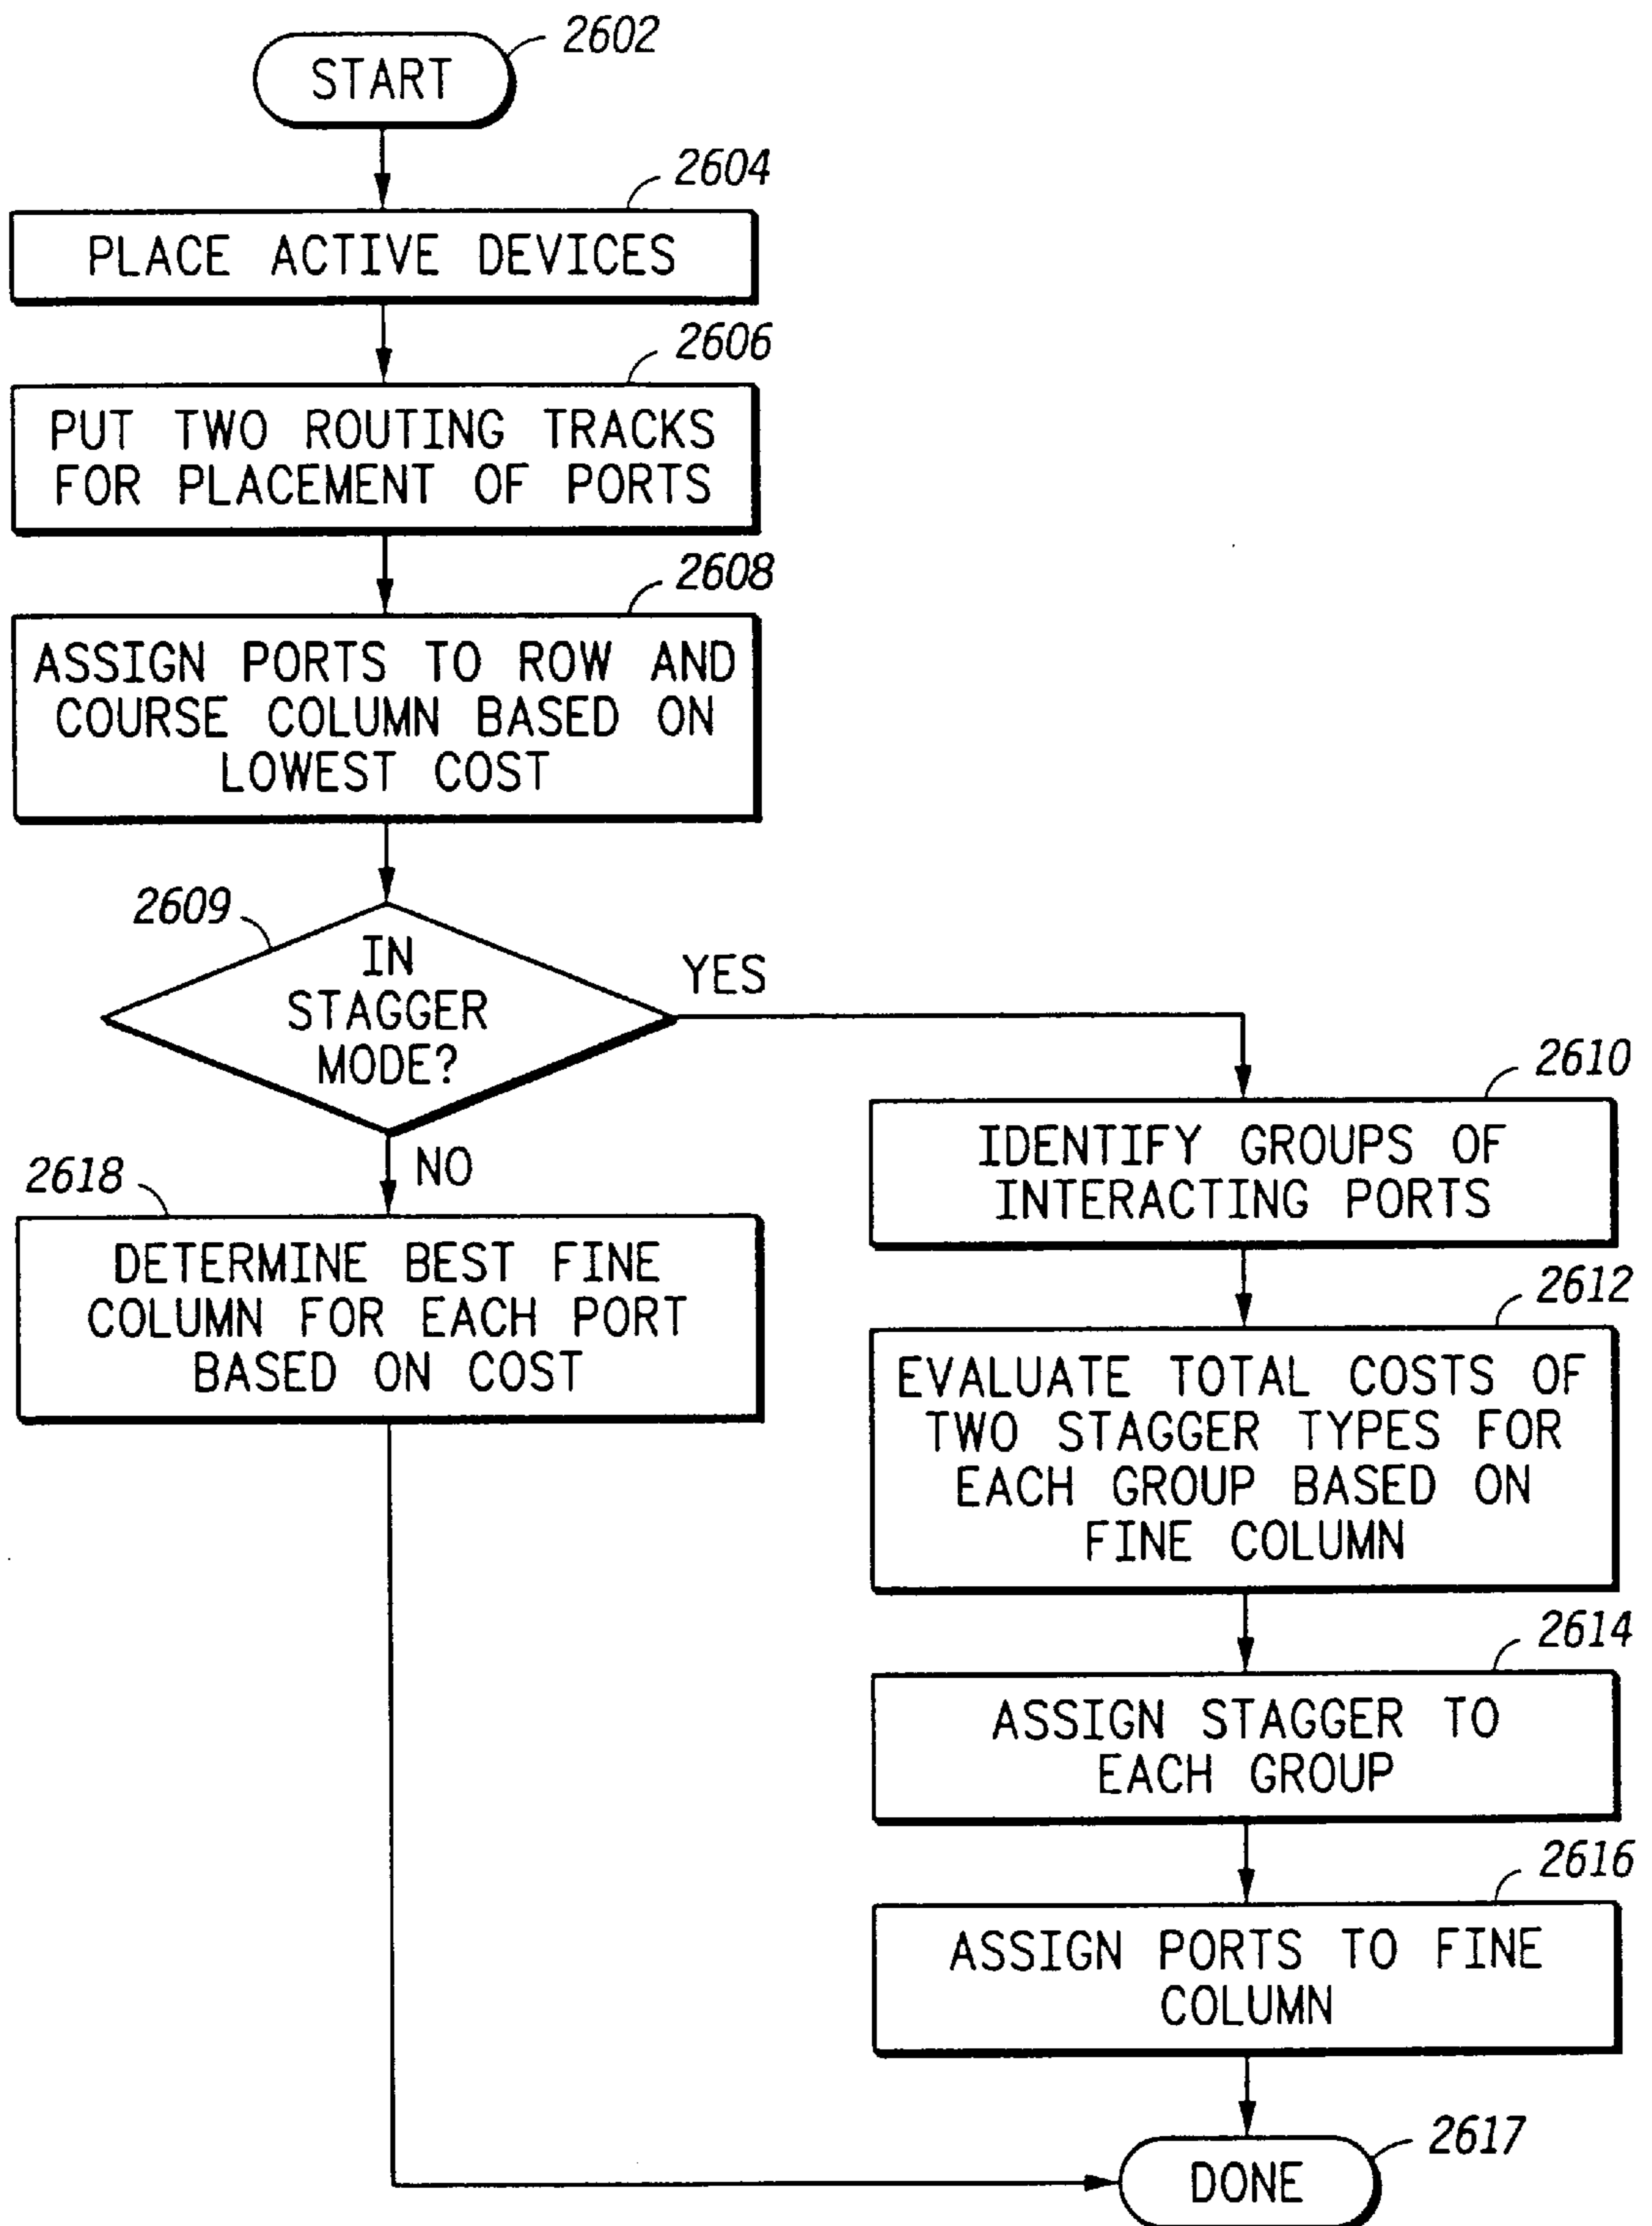 2602
START
2604
PLACE ACTIVE DEVICES
2606
PUT TWO ROUTING TRACKS
FOR PLACEMENT OF PORTS
2608
ASSIGN PORTS TO ROW AND
COURSE COLUMN BASED ON
LOWEST COST
2609
IN
STAGGER
MODE?
YES
NO
2618
DETERMINE BEST FINE
COLUMN FOR EACH PORT
BASED ON COST
2610
IDENTIFY GROUPS OF
INTERACTING PORTS
2612
EVALUATE TOTAL COSTS OF
TWO STAGGER TYPES FOR
EACH GROUP BASED ON
FINE COLUMN
2614
ASSIGN STAGGER TO
EACH GROUP
2616
ASSIGN PORTS TO FINE
COLUMN
2617
DONE